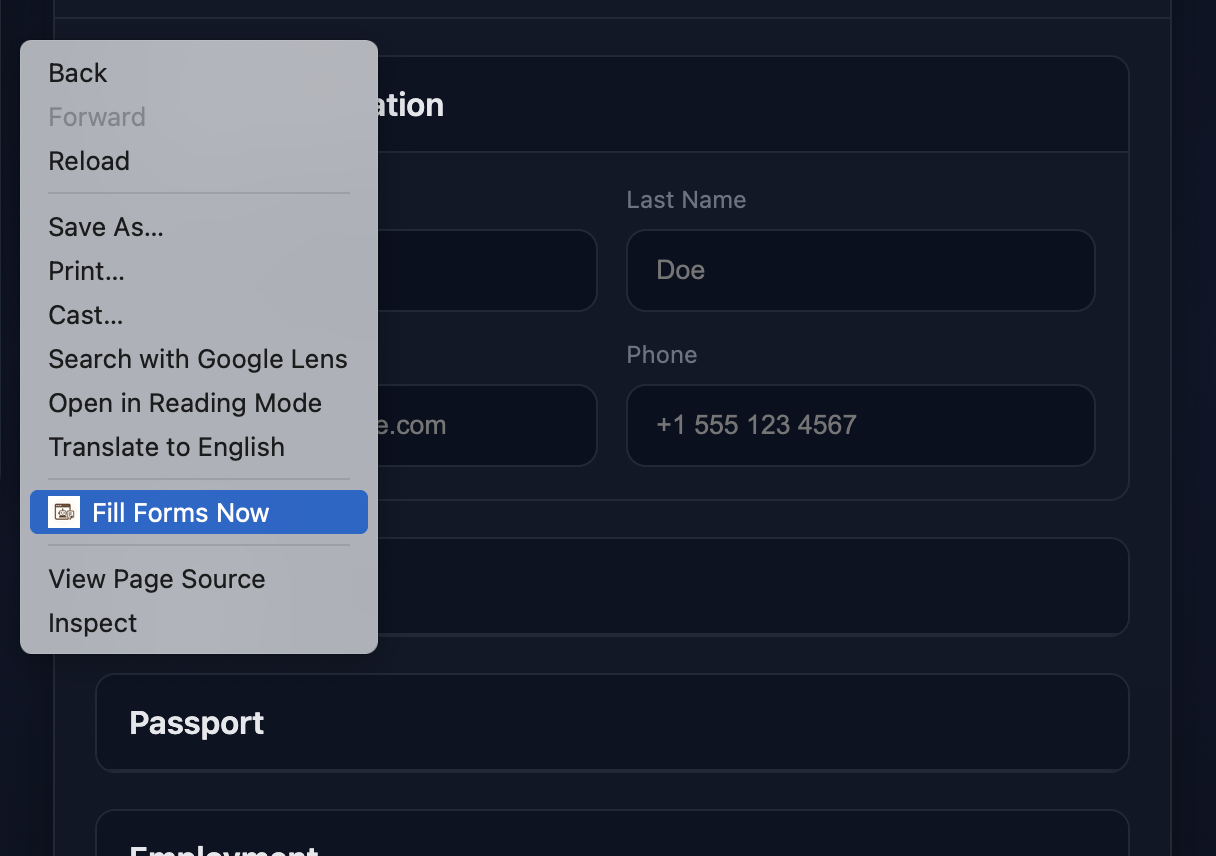 Back
Forward
Reload
Save As...
Print...
Cast...
Search with Google Lens
Open in Reading Mode
Translate to English
Fill Forms Now
View Page Source
Inspect
ation
Last Name
Doe
Phone
e.com
+1 555 123 4567
Passport
Employment